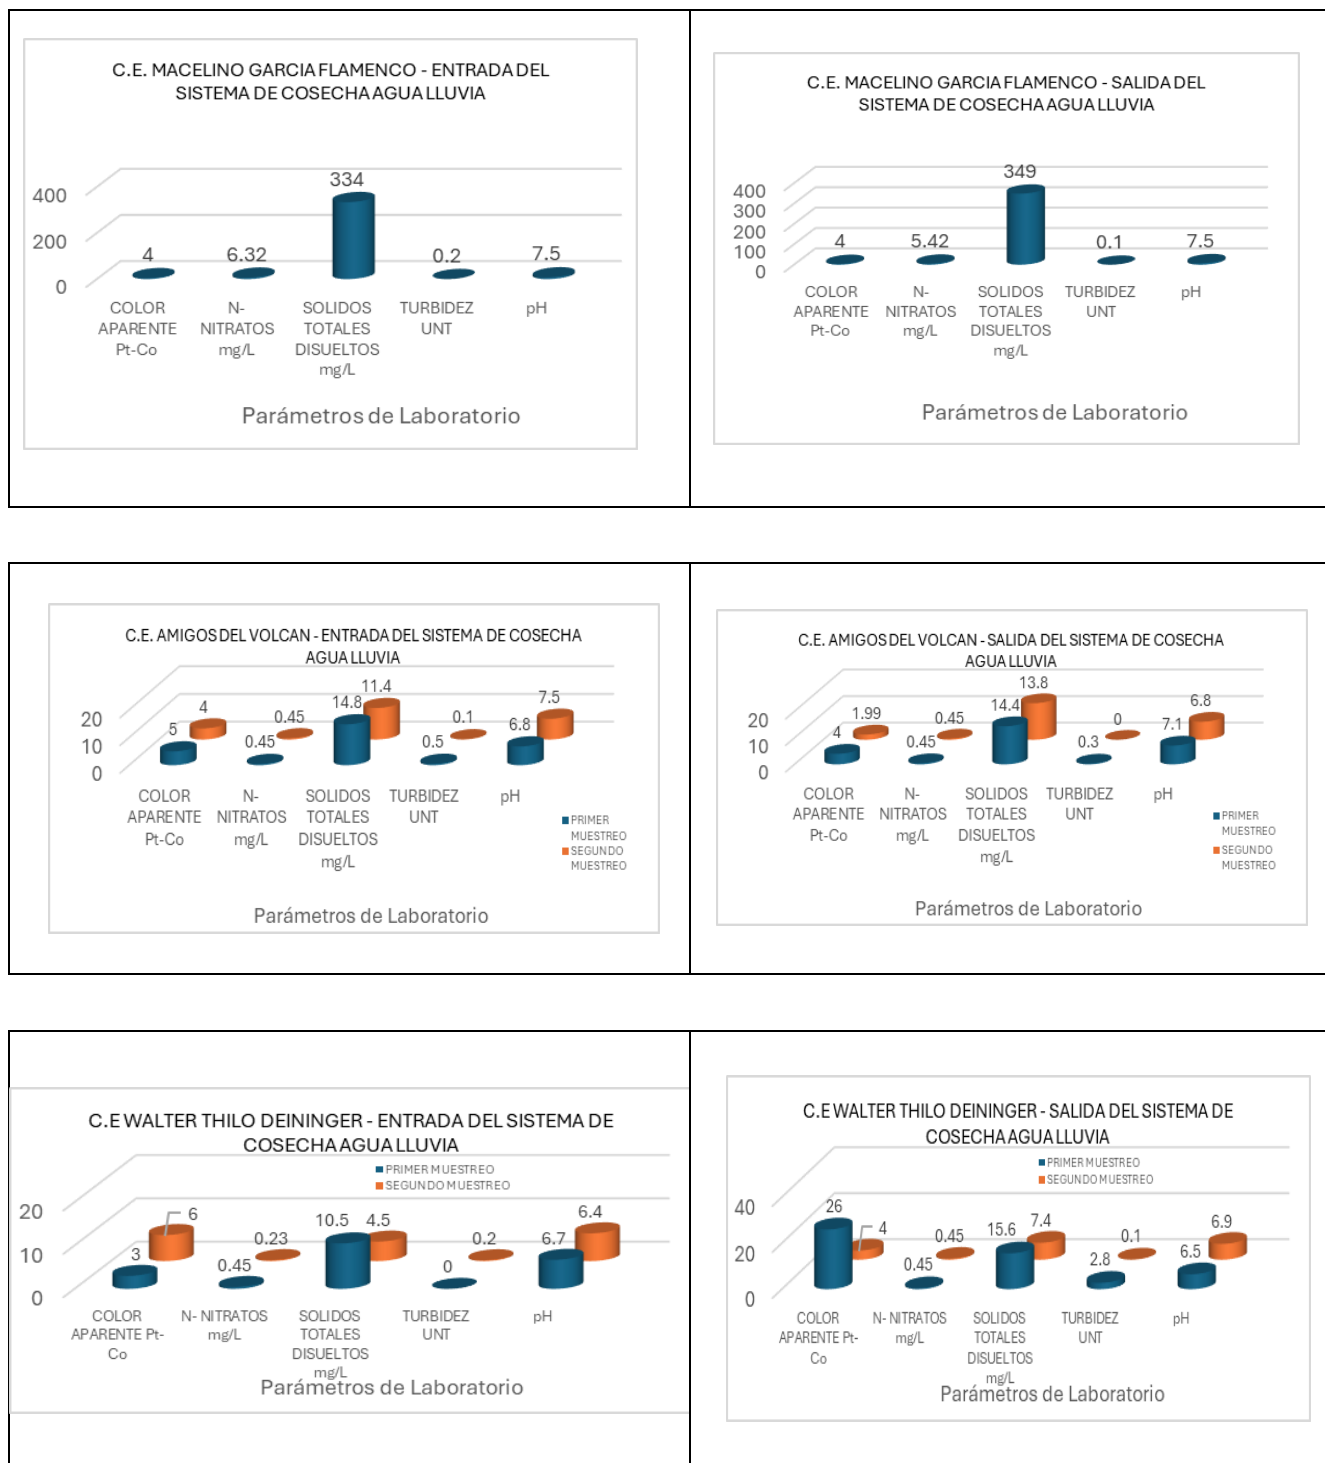 C.E. MACELINO GARCIA FLAMENCO - ENTRADA DEL
SISTEMA DE COSECHA AGUA LLUVIA
400
200
0
4
6.32
334
0.2
7.5
COLOR
APARENTE
Pt-Co
N-
NITRATOS
mg/L
SOLIDOS
TOTALES
DISUELTOS
mg/L
TURBIDEZ
UNT
pH
Parámetros de Laboratorio
C.E. MACELINO GARCIA FLAMENCO - SALIDA DEL
SISTEMA DE COSECHA AGUA LLUVIA
400
300
200
100
0
4
5.42
349
0.1
7.5
COLOR
APARENTE
Pt-Co
N-
NITRATOS
mg/L
SOLIDOS
TOTALES
DISUELTOS
mg/L
TURBIDEZ
UNT
pH
Parámetros de Laboratorio
C.E. AMIGOS DEL VOLCAN - ENTRADA DEL SISTEMA DE COSECHA
AGUA LLUVIA
20
10
0
5
4
0.45
0.45
14.8
11.4
0.5
0.1
6.8
7.5
COLOR
APARENTE
Pt-Co
N-
NITRATOS
mg/L
SOLIDOS
TOTALES
DISUELTOS
mg/L
TURBIDEZ
UNT
pH
PRIMER
MUESTREO
SEGUNDO
MUESTREO
Parámetros de Laboratorio
C.E. AMIGOS DEL VOLCAN - SALIDA DEL SISTEMA DE COSECHA
AGUA LLUVIA
20
10
0
4
1.99
0.45
0.45
14.4
13.8
0.3
0
7.1
6.8
COLOR
APARENTE
Pt-Co
N-
NITRATOS
mg/L
SOLIDOS
TOTALES
DISUELTOS
mg/L
TURBIDEZ
UNT
pH
PRIMER
MUESTREO
SEGUNDO
MUESTREO
Parámetros de Laboratorio
C.E WALTER THILO DEININGER - ENTRADA DEL SISTEMA DE
COSECHA AGUA LLUVIA
PRIMER MUESTREO
SEGUNDO MUESTREO
20
10
0
3
6
0.45
0.23
10.5
4.5
0
0.2
6.7
6.4
COLOR
APARENTE Pt-
Co
N- NITRATOS
mg/L
SOLIDOS
TOTALES
DISUELTOS
mg/L
TURBIDEZ
UNT
pH
Parámetros de Laboratorio
C.E WALTER THILO DEININGER - SALIDA DEL SISTEMA DE
COSECHA AGUA LLUVIA
PRIMER MUESTREO
SEGUNDO MUESTREO
40
20
0
26
4
0.45
0.45
15.6
7.4
2.8
0.1
6.5
6.9
COLOR
APARENTE Pt-
Co
N- NITRATOS
mg/L
SOLIDOS
TOTALES
DISUELTOS
mg/L
TURBIDEZ
UNT
pH
Parámetros de Laboratorio